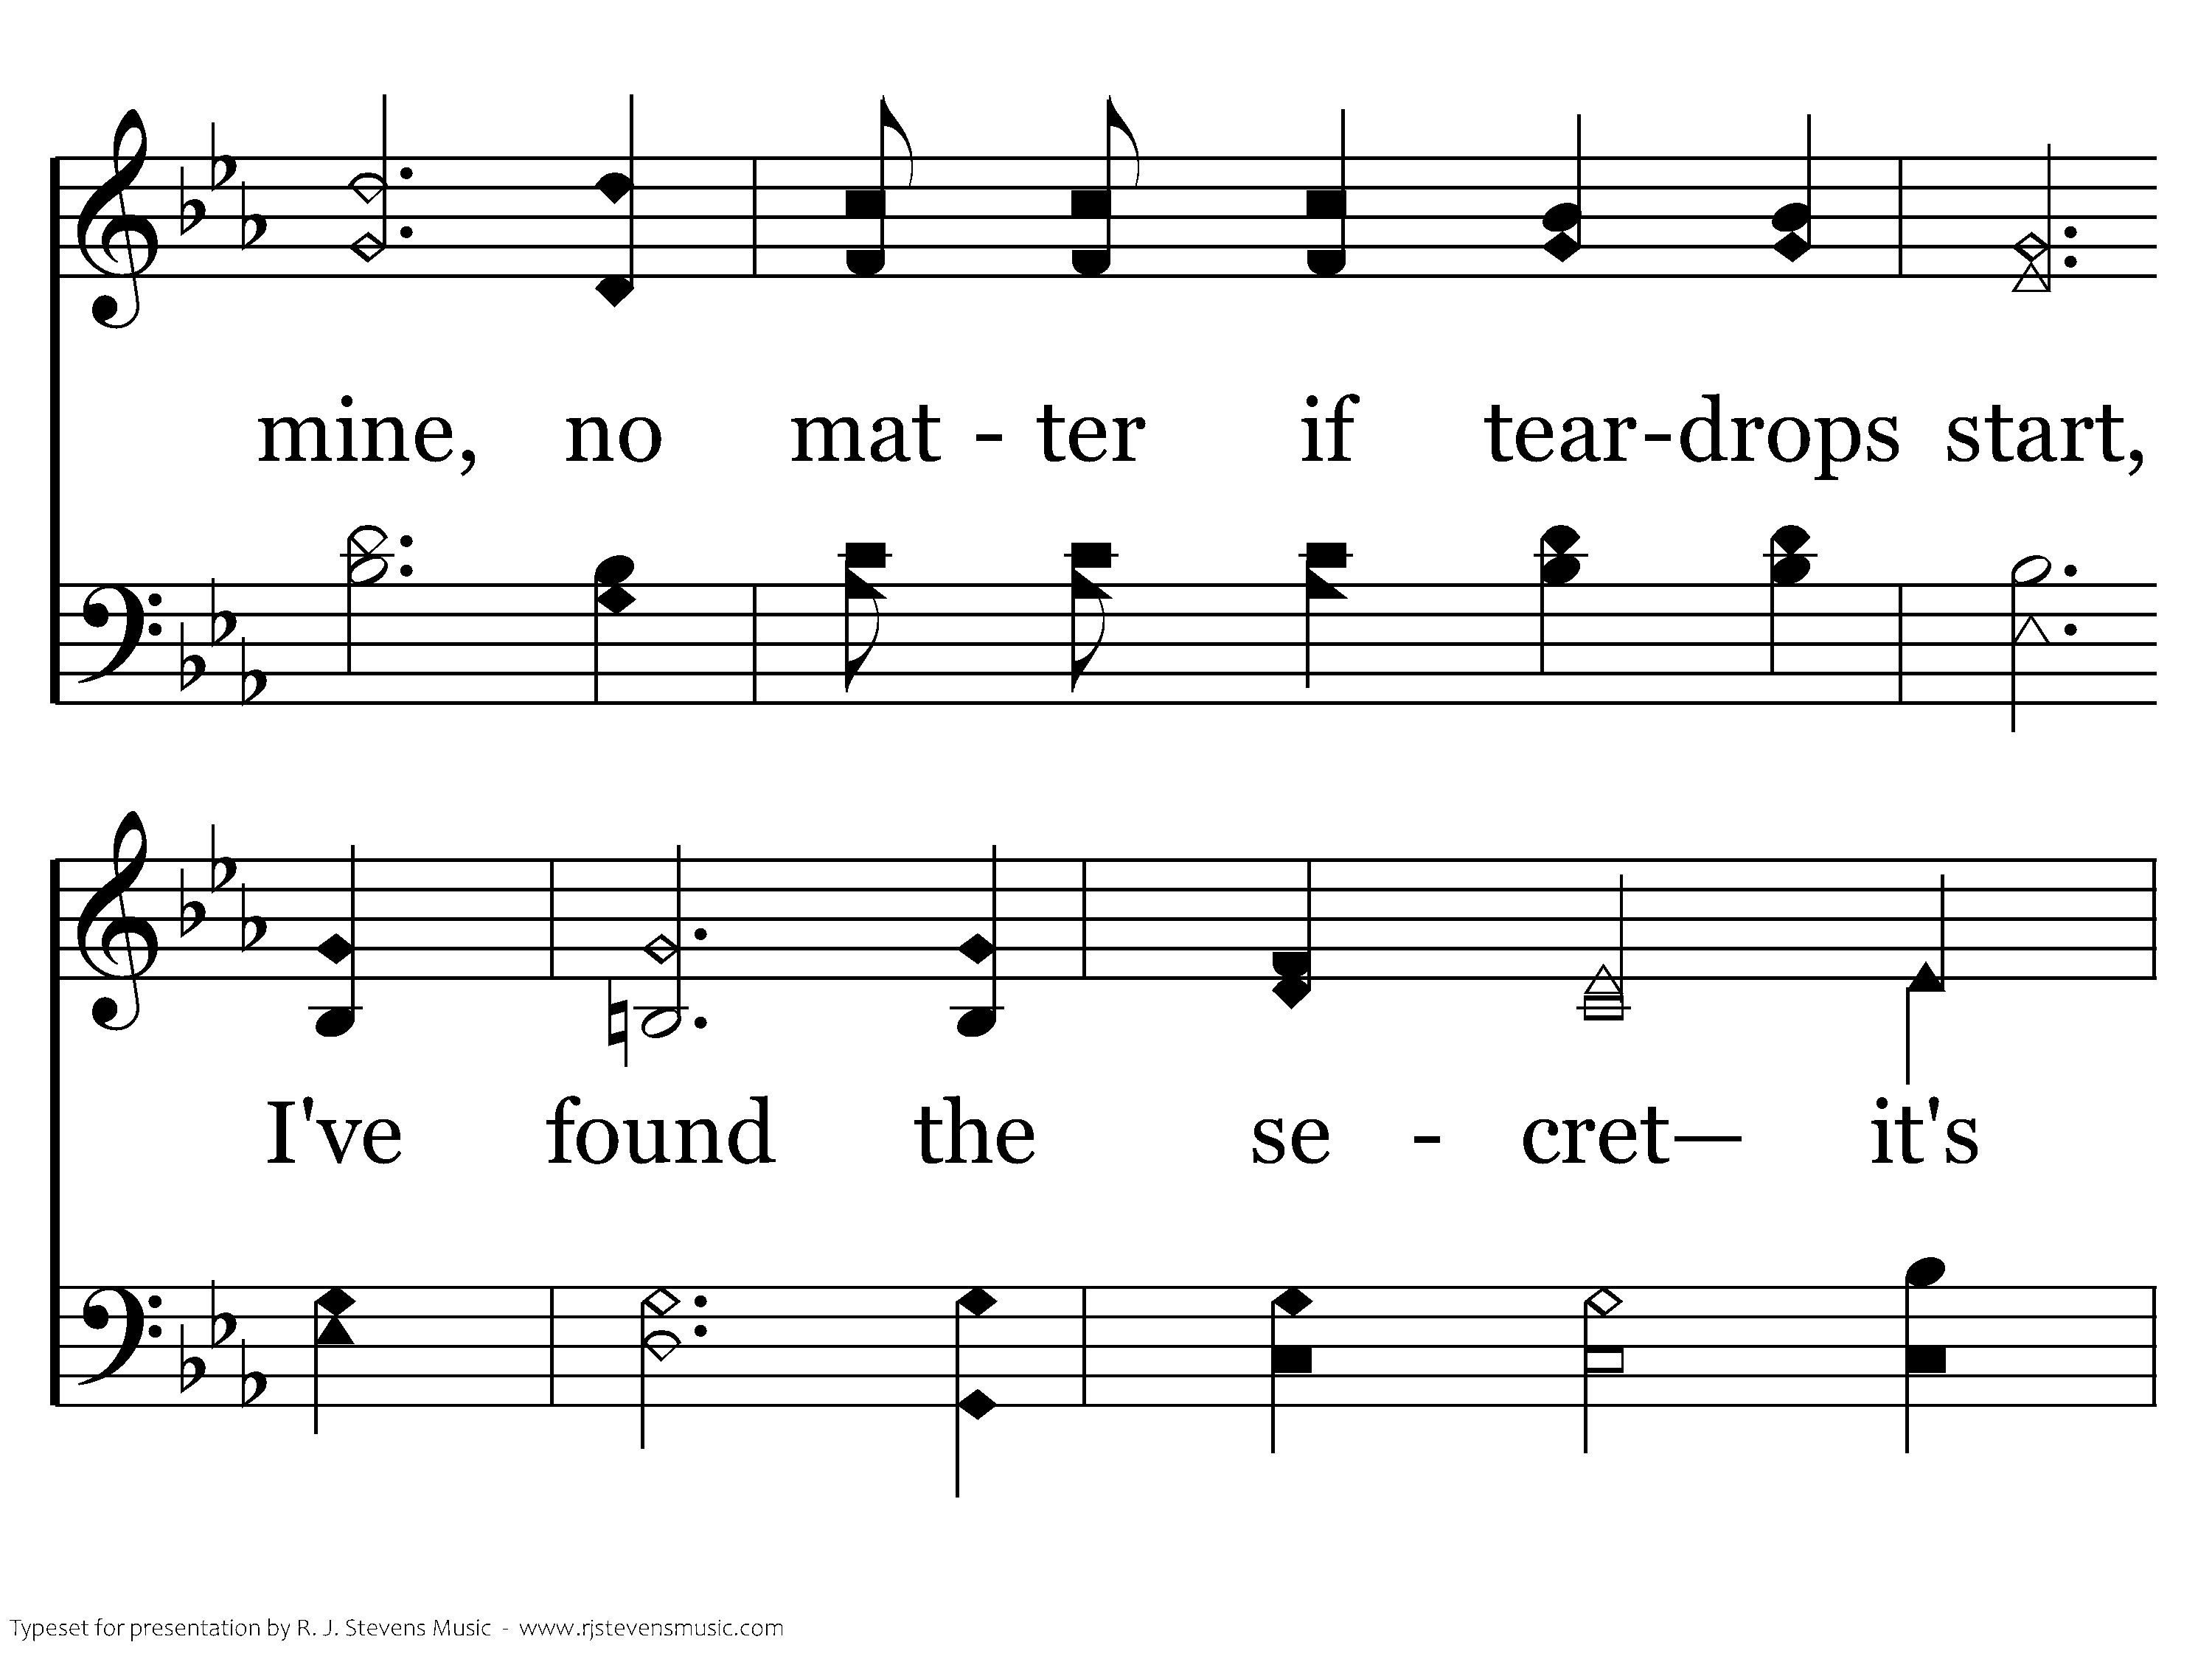 mine, no mat - ter if tear-drops start,
I've found the se - cret— it's
Typeset for presentation by R. J. Stevens Music - www.rjstevensmusic.com